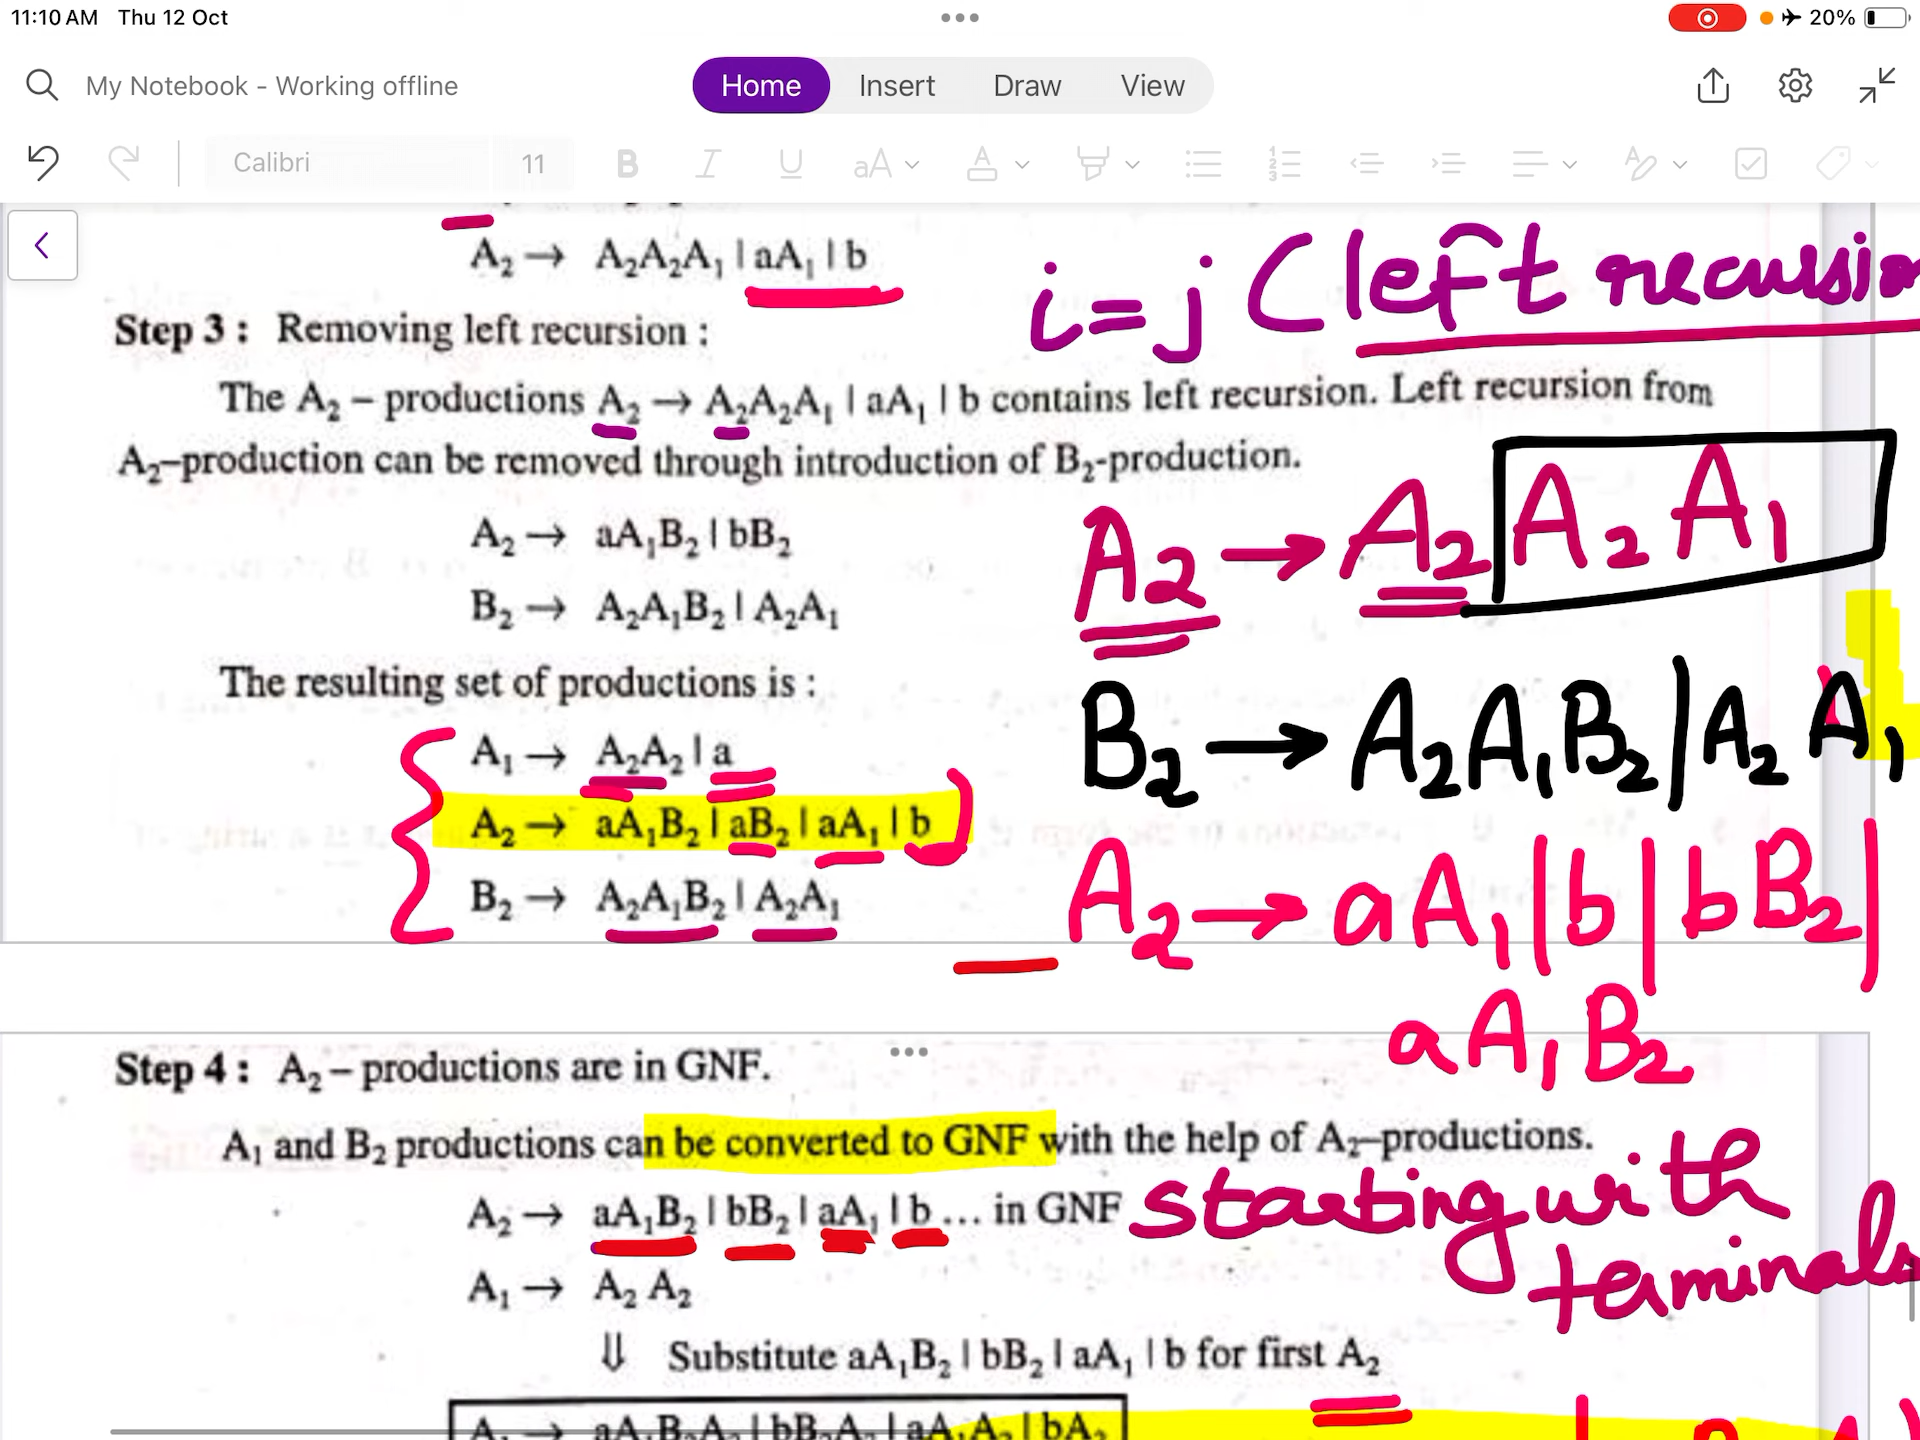 11:10 AM Thu 12 Oct
20%
My Notebook - Working offline
Home Insert Draw View
Calibri 11 B I U aA A
A₂ → A₂A₂A₁ | aA₁ | b
i=j (left recursion
Step 3 : Removing left recursion :
The A₂ – productions A₂ → A₂A₂A₁ | aA₁ | b contains left recursion. Left recursion from
A₂–production can be removed through introduction of B₂-production.
A₂ → A₂ A₂ A₁
A₂ → aA₁B₂ | bB₂
B₂ → A₂A₁B₂ | A₂A₁
The resulting set of productions is :
B₂ → A₂A₁B₂ | A₂ A₁
A₁ → A₂A₂ | a
A₂ → aA₁B₂ | aB₂ | aA₁ | b
B₂ → A₂A₁B₂ | A₂A₁
A₂ → aA₁ | b | bB₂ |
aA₁B₂
Step 4 : A₂ – productions are in GNF.
A₁ and B₂ productions can be converted to GNF with the help of A₂–productions.
A₂ → aA₁B₂ | bB₂ | aA₁ | b ... in GNF
starting with
terminals
A₁ → A₂ A₂
⇓ Substitute aA₁B₂ | bB₂ | aA₁ | b for first A₂
A₁ → aA₁B₂A₂ | bB₂A₂ | aA₁A₂ | bA₂